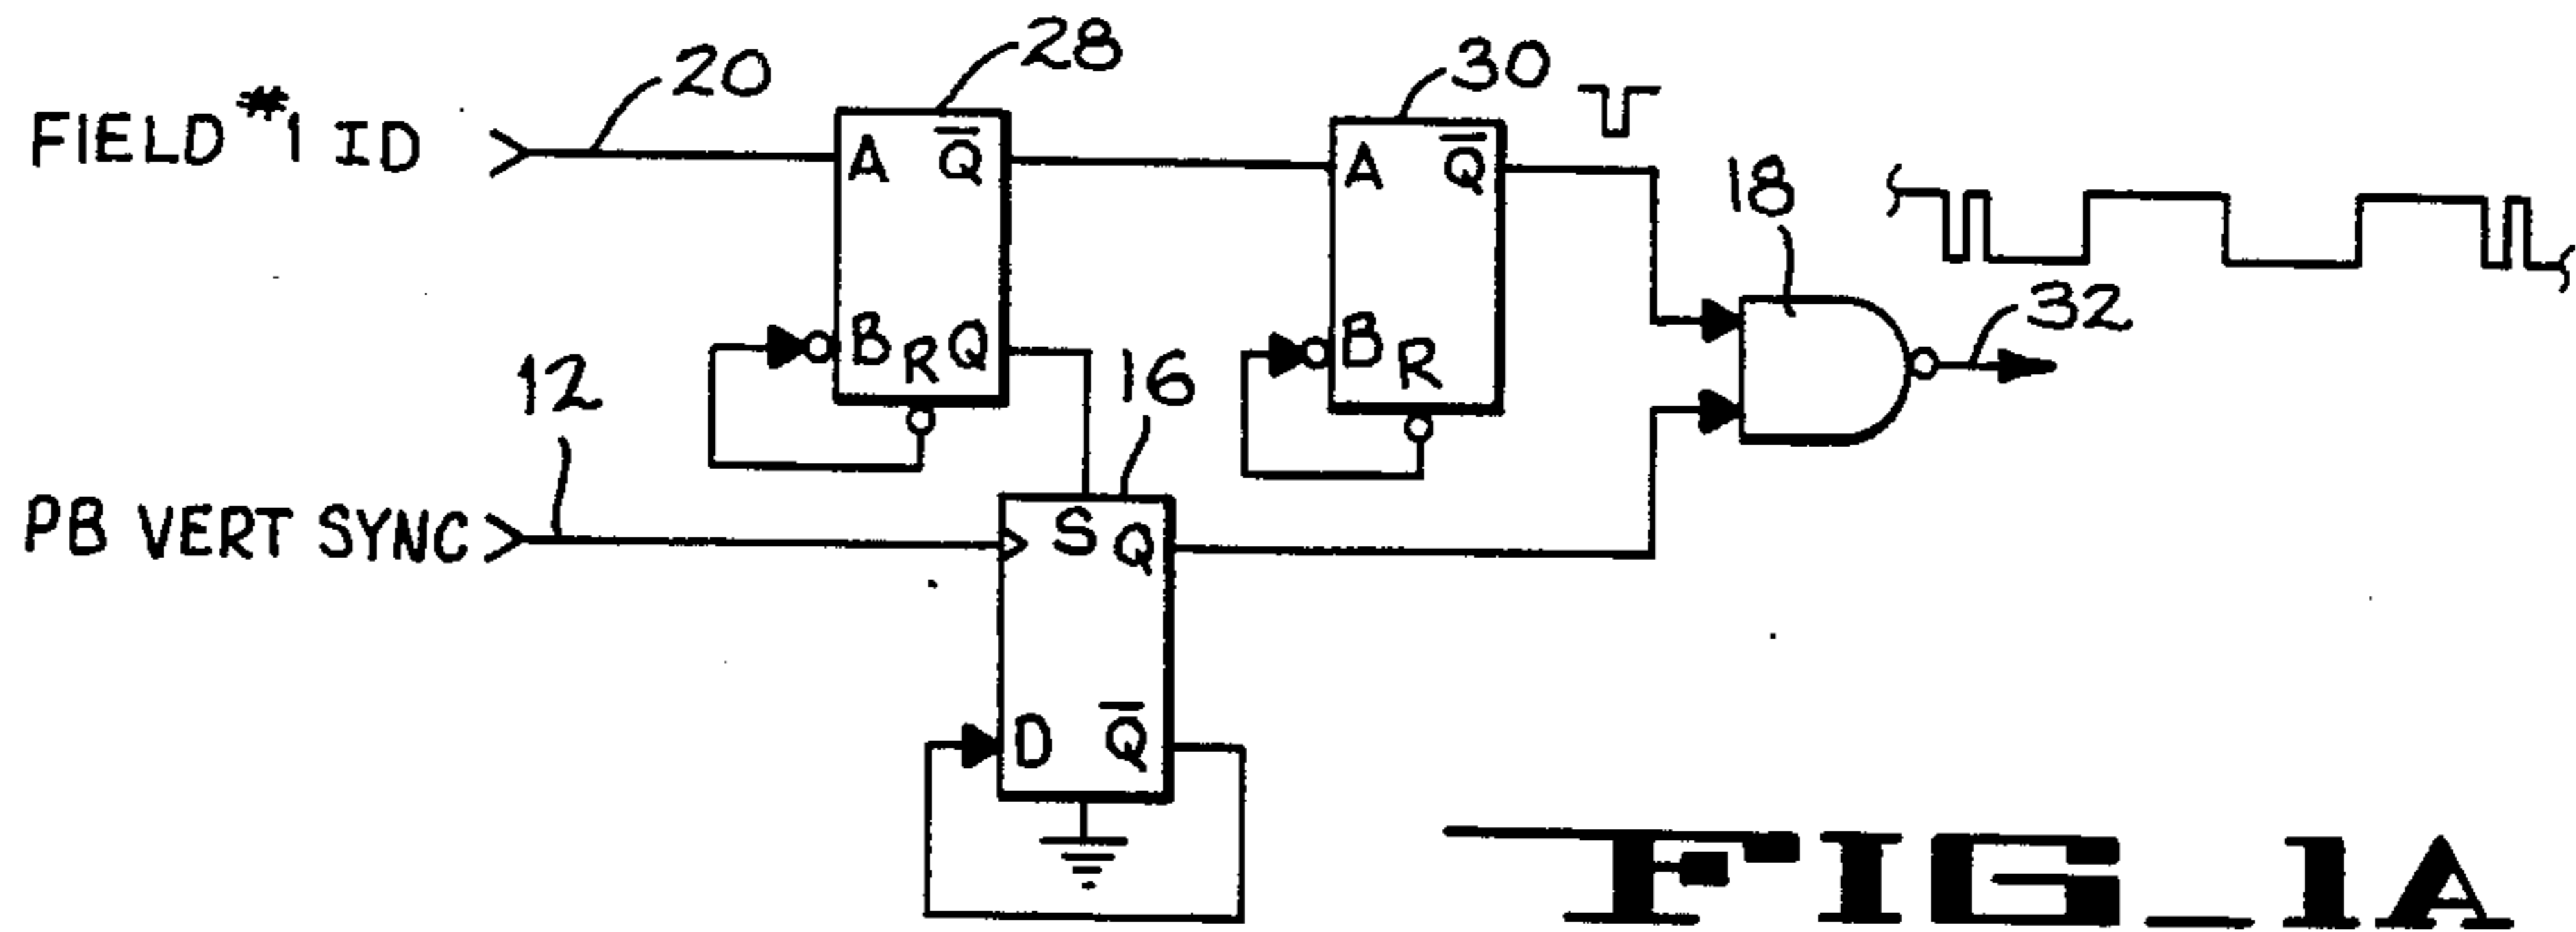 FIELD #1 ID
20
28
30
A Q̅
B R Q
A Q̅
B R
18
32
12
16
PB VERT SYNC
S Q
D Q̅
FIG_1A